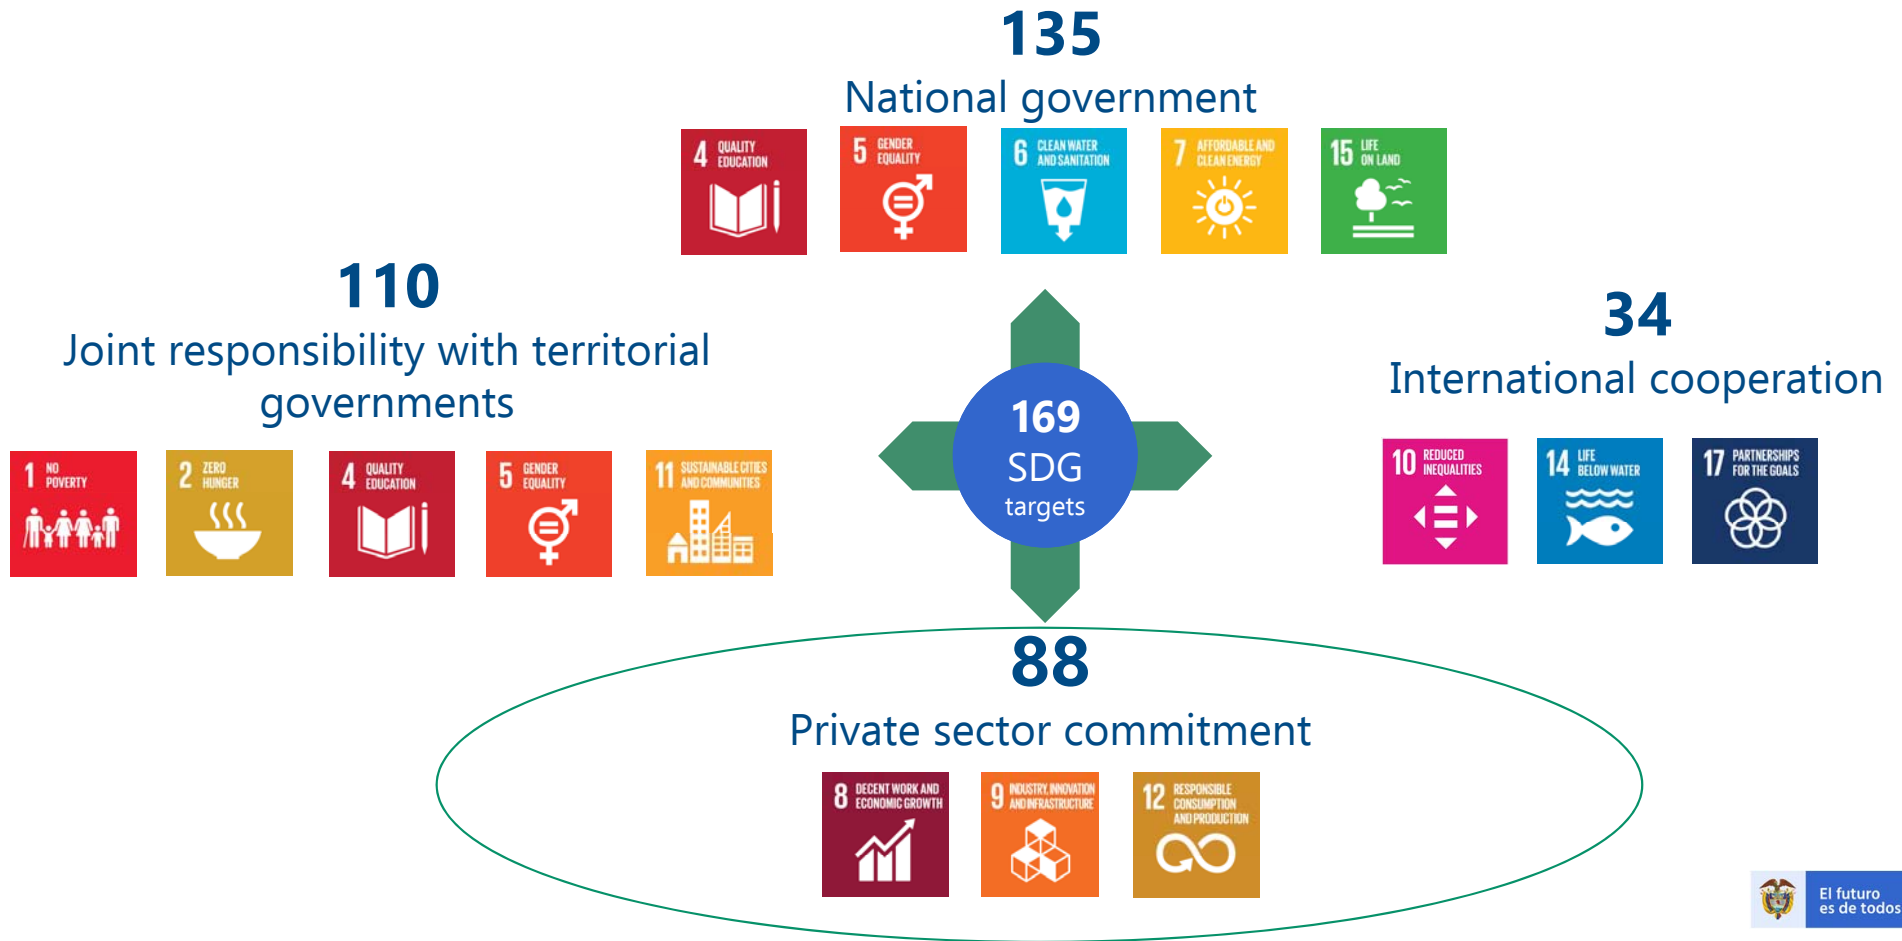 135
National government
4 QUALITY
EDUCATION
5 GENDER
EQUALITY
6 CLEAN WATER
AND SANITATION
7 AFFORDABLE AND
CLEAN ENERGY
15 LIFE
ON LAND
110
Joint responsibility with territorial
governments
1 NO
POVERTY
2 ZERO
HUNGER
4 QUALITY
EDUCATION
5 GENDER
EQUALITY
11 SUSTAINABLE CITIES
AND COMMUNITIES
169
SDG
targets
34
International cooperation
10 REDUCED
INEQUALITIES
14 LIFE
BELOW WATER
17 PARTNERSHIPS
FOR THE GOALS
88
Private sector commitment
8 DECENT WORK AND
ECONOMIC GROWTH
9 INDUSTRY, INNOVATION
AND INFRASTRUCTURE
12 RESPONSIBLE
CONSUMPTION
AND PRODUCTION
El futuro
es de todos